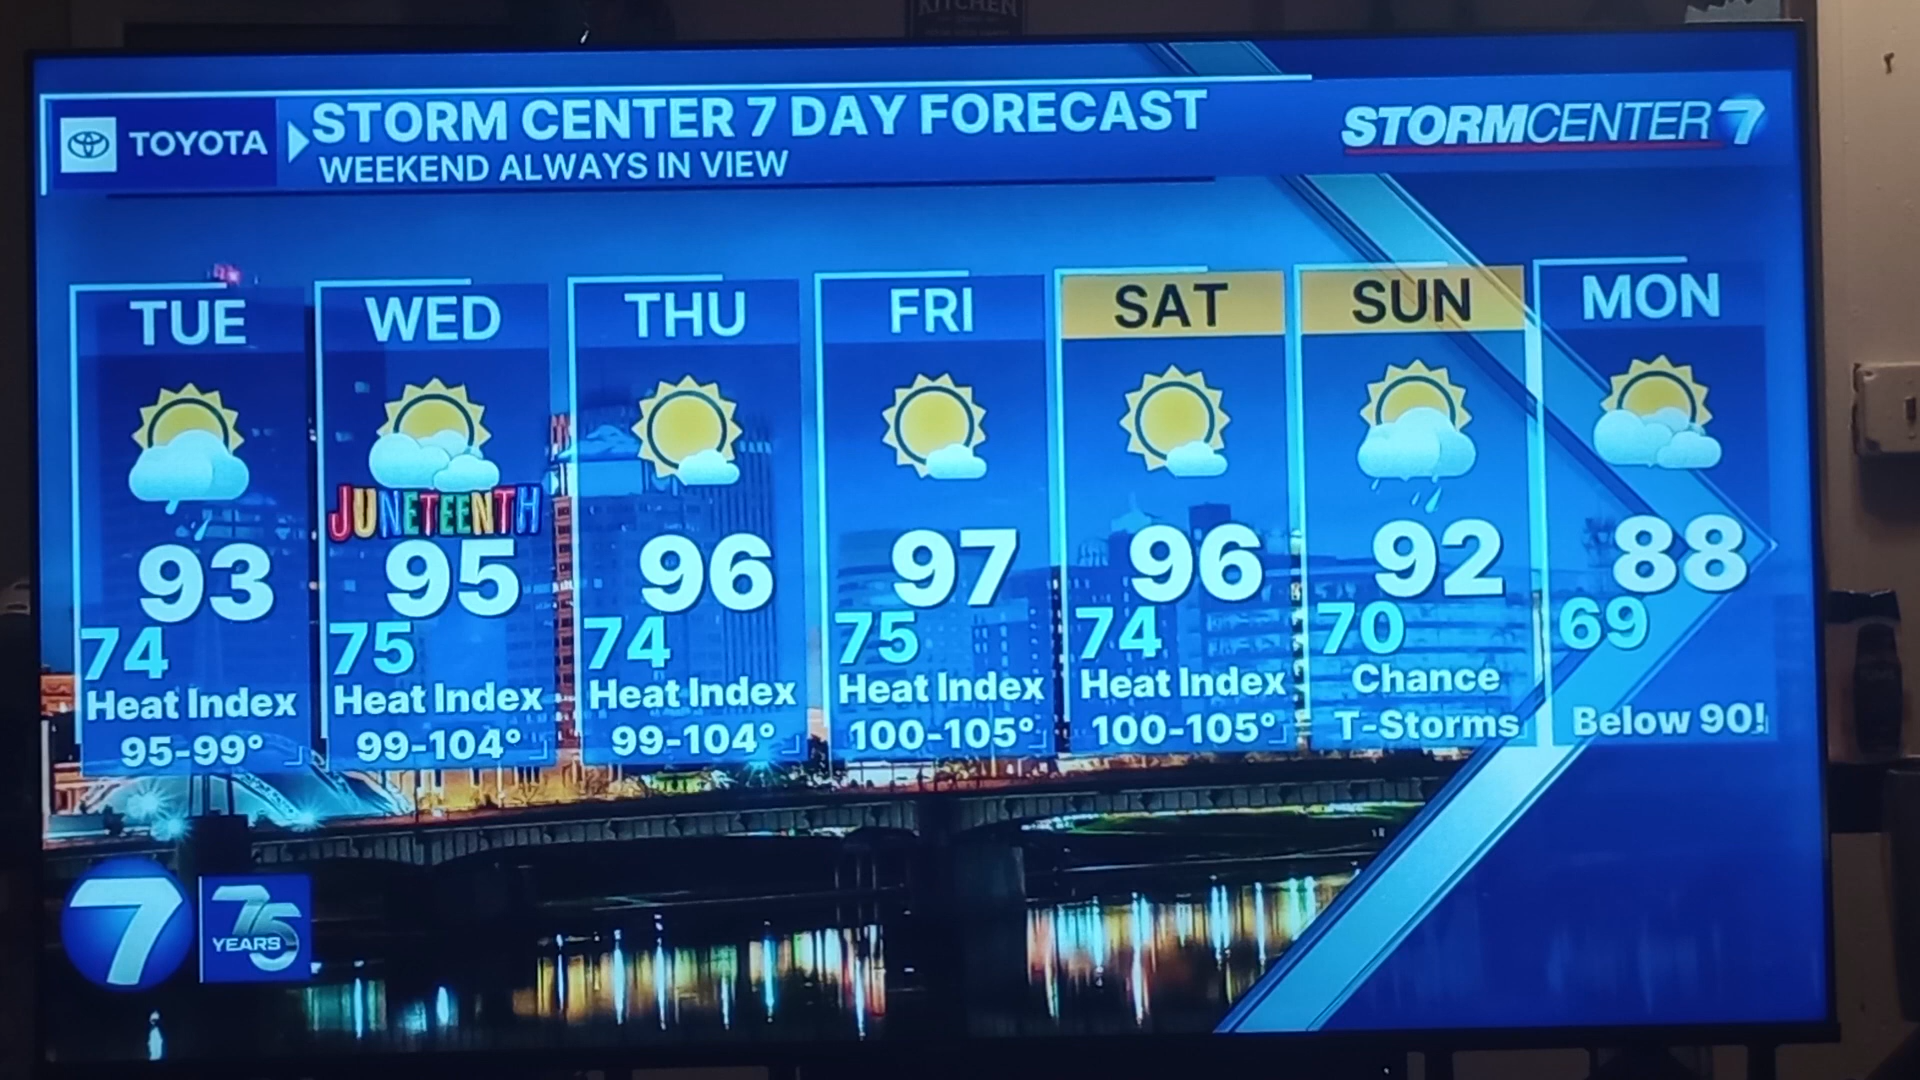 KITCHEN
TOYOTA
STORM CENTER 7 DAY FORECAST
WEEKEND ALWAYS IN VIEW
STORMCENTER 7
TUE
93
74
Heat Index
95-99°
WED
JUNETEENTH
95
75
Heat Index
99-104°
THU
96
74
Heat Index
99-104°
FRI
97
75
Heat Index
100-105°
SAT
96
74
Heat Index
100-105°
SUN
92
70
Chance
T-Storms
MON
88
69
Below 90!
7
75
YEARS